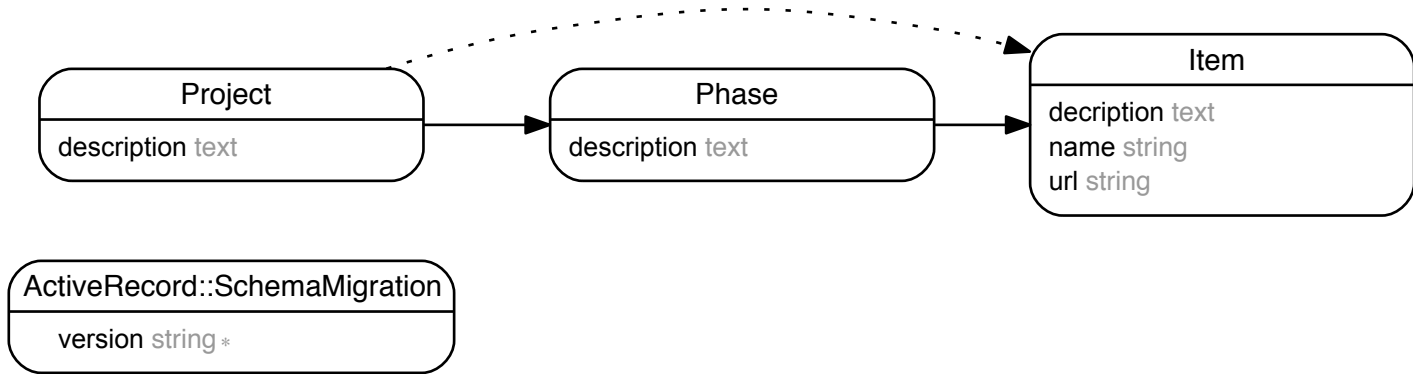 Project
description text
Phase
description text
Item
decription text
name string
url string
ActiveRecord::SchemaMigration
version string *